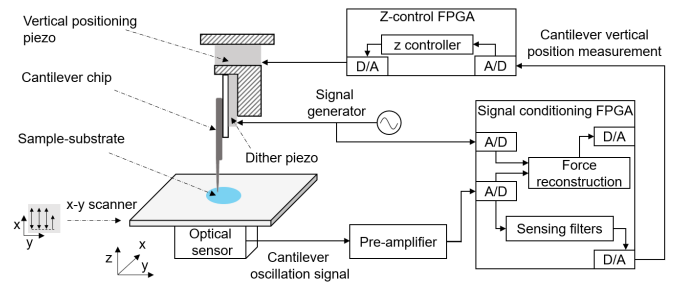 Vertical positioning
piezo
Cantilever chip
Sample-substrate
x-y scanner
x
y
z
x
y
Dither piezo
Signal
generator
Optical
sensor
Cantilever
oscillation signal
Pre-amplifier
Z-control FPGA
z controller
D/A
A/D
Cantilever vertical
position measurement
Signal conditioning FPGA
A/D
D/A
Force
reconstruction
A/D
Sensing filters
D/A